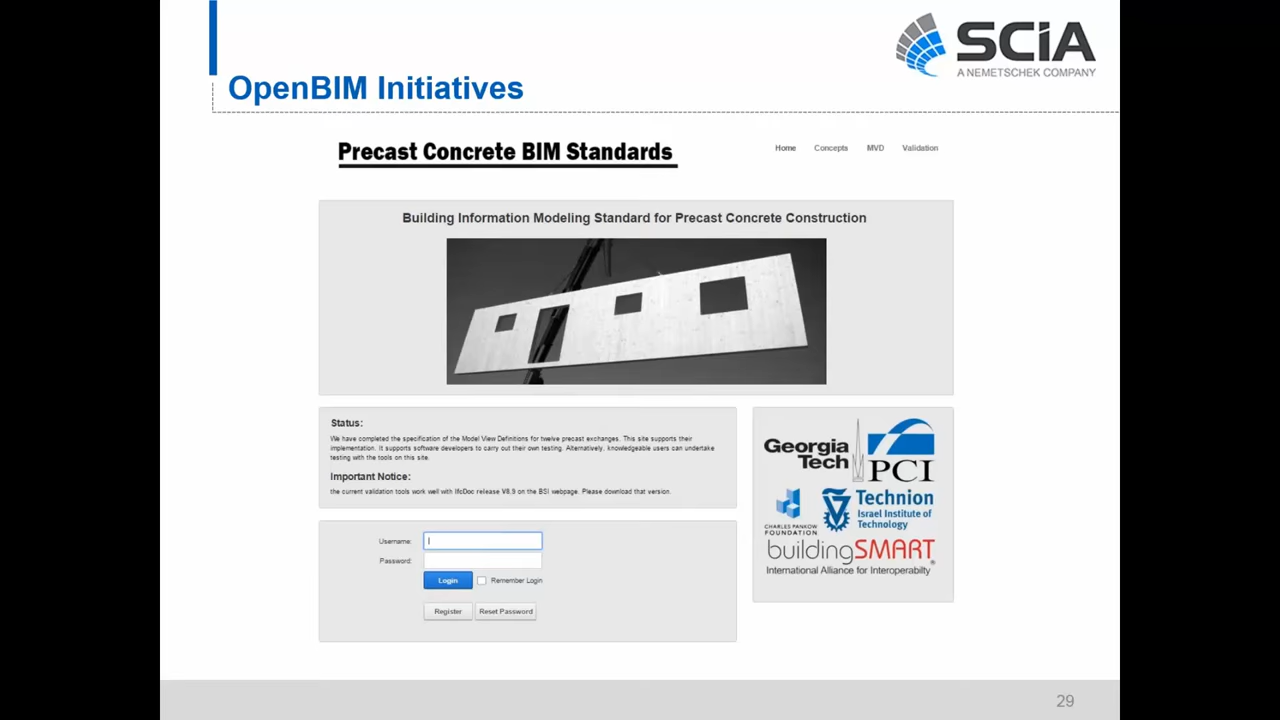 SCiA
A NEMETSCHEK COMPANY
OpenBIM Initiatives
Precast Concrete BIM Standards
Home Concepts MVD Validation
Building Information Modeling Standard for Precast Concrete Construction
Status:
We have completed the specification of the Model View Definitions for twelve precast exchanges. This site supports their
implementation. It supports software developers to carry out their own testing. Alternatively, knowledgeable users can undertake
testing with the tools on this site.
Important Notice:
the current validation tools work well with IfcDoc release V8.9 on the BSI webpage. Please download that version.
Georgia
Tech
PCI
CHARLES PANKOW
FOUNDATION
Technion
Israel Institute of
Technology
buildingSMART®
International Alliance for Interoperability
Username:
Password:
Login Remember Login
Register Reset Password
29